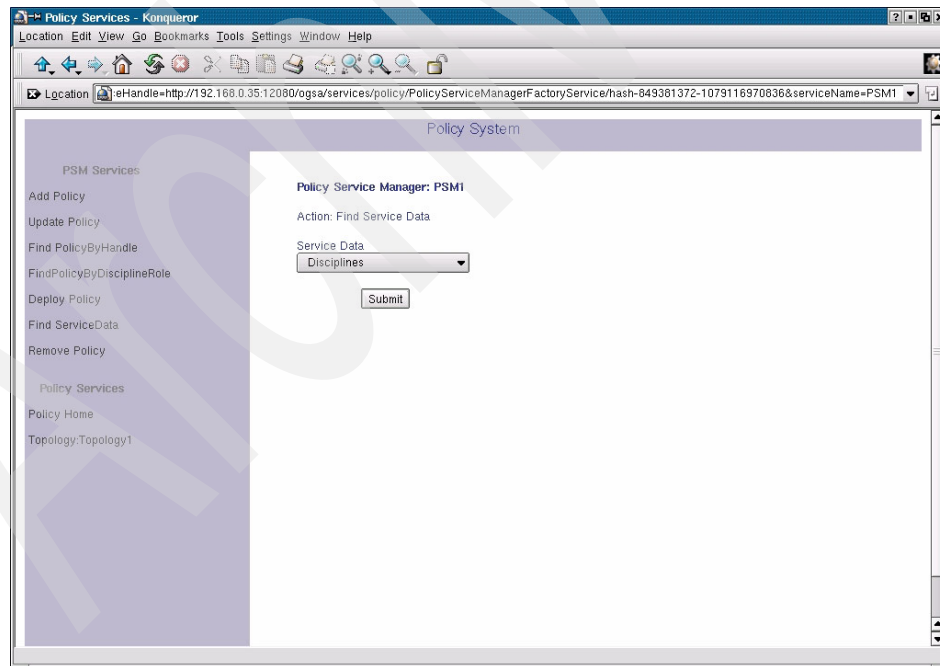 Policy Services - Konqueror
Location Edit View Go Bookmarks Tools Settings Window Help
Location eHandle=http://192.168.0.35:12080/ogsa/services/policy/PolicyServiceManagerFactoryService/hash-849381372-1079116970836&serviceName=PSM1
Policy System
PSM Services
Add Policy
Update Policy
Find PolicyByHandle
FindPolicyByDisciplineRole
Deploy Policy
Find ServiceData
Remove Policy
Policy Services
Policy Home
Topology:Topology1
Policy Service Manager: PSM1
Action: Find Service Data
Service Data
Disciplines
Submit